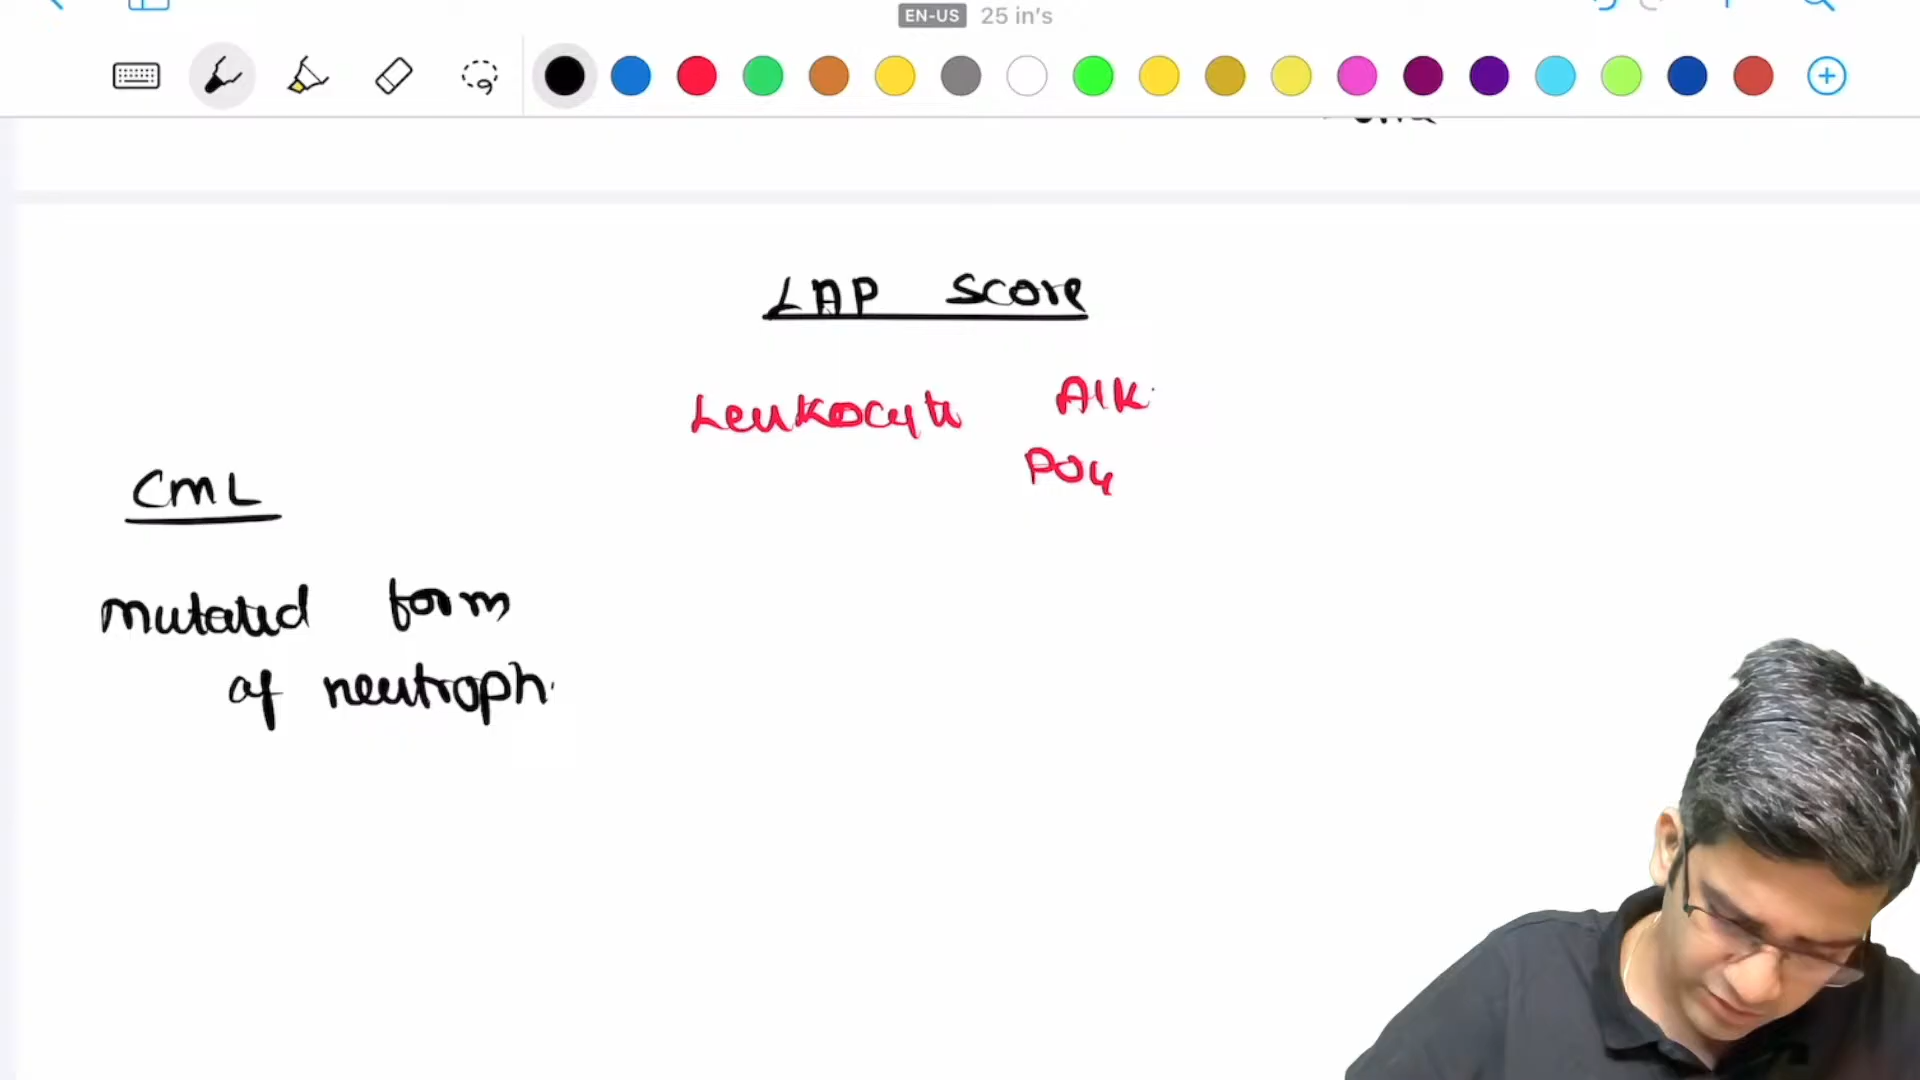 EN-US 25 in's
LAP Score
Leukocyte Alk.
PO4
CML
Mutated form
of neutroph